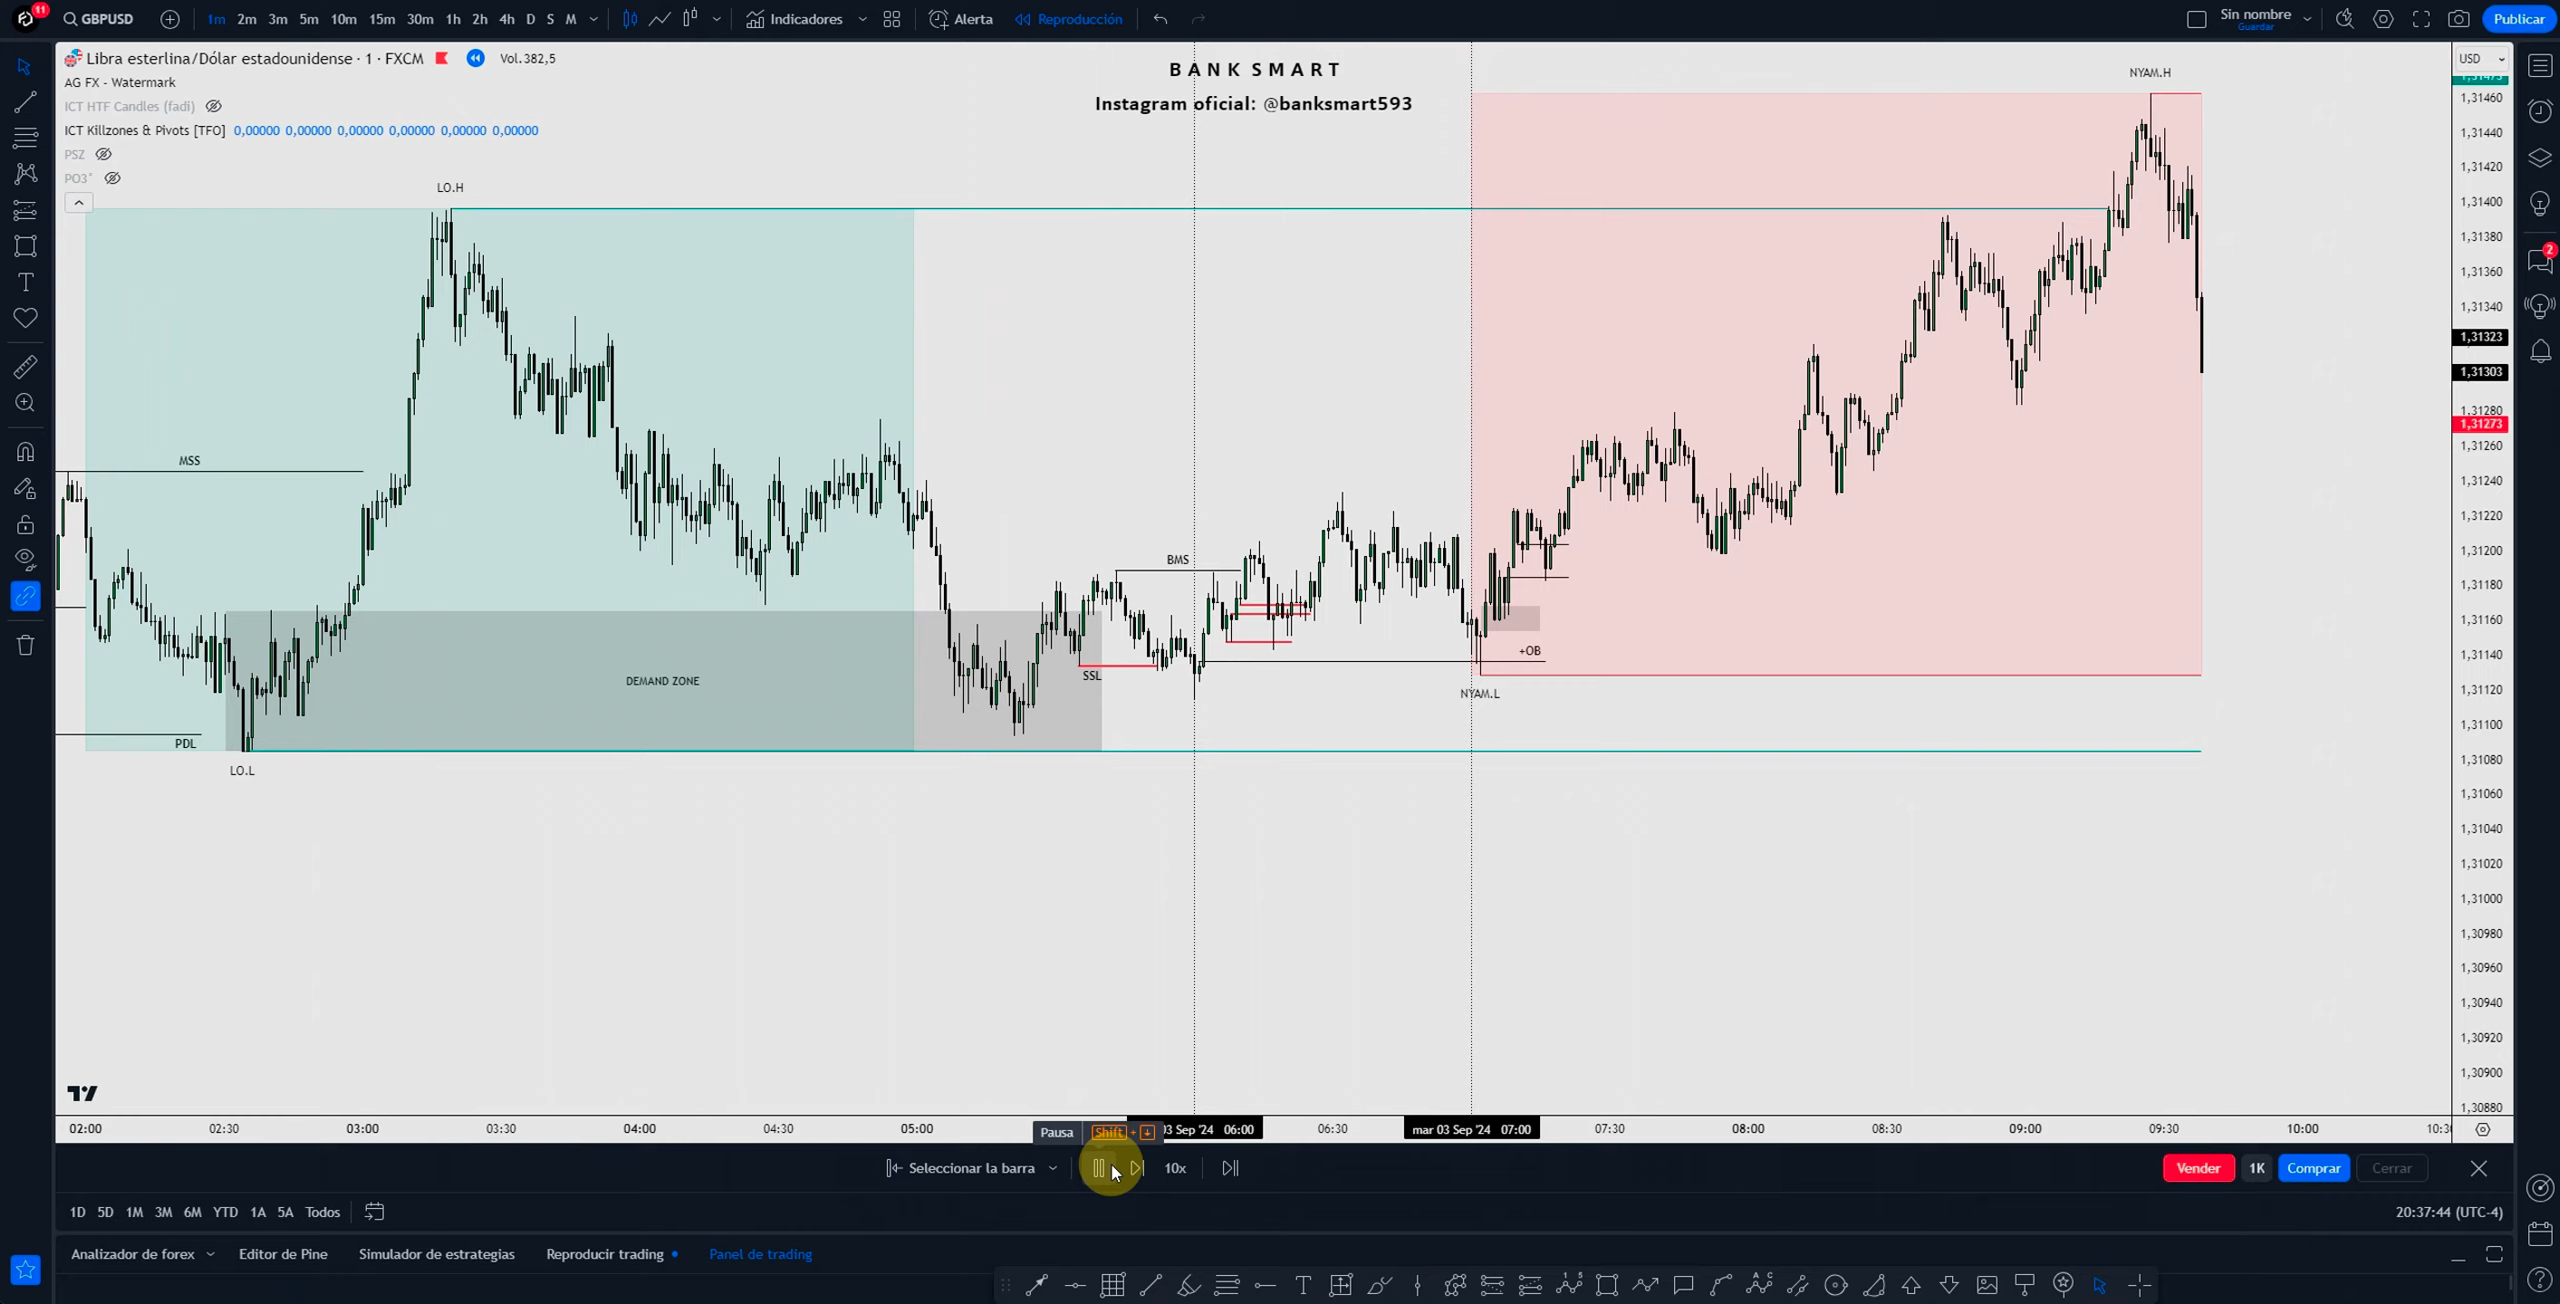 11
GBPUSD
1m 2m 3m 5m 10m 15m 30m 1h 2h 4h D S M
Indicadores
Alerta
Reproducción
Sin nombre
Guardar
Publicar
Libra esterlina/Dólar estadounidense · 1 · FXCM
Vol. 382,5
AG FX - Watermark
ICT HTF Candles (fadi)
ICT Killzones & Pivots [TFO] 0,00000 0,00000 0,00000 0,00000 0,00000 0,00000
PSZ
PO3
BANK SMART
Instagram oficial: @banksmart593
USD
1,31473
1,31460
1,31440
1,31420
1,31400
1,31380
1,31360
1,31340
1,31323
1,31303
1,31280
1,31273
1,31260
1,31240
1,31220
1,31200
1,31180
1,31160
1,31140
1,31120
1,31100
1,31080
1,31060
1,31040
1,31020
1,31000
1,30980
1,30960
1,30940
1,30920
1,30900
1,30880
2
NYAM.H
LO.H
MSS
BMS
DEMAND ZONE
SSL
+OB
NYAM.L
PDL
LO.L
02:00 02:30 03:00 03:30 04:00 04:30 05:00 03 Sep '24 06:00 06:30 mar 03 Sep '24 07:00 07:30 08:00 08:30 09:00 09:30 10:00
Pausa Shift +
Seleccionar la barra
10x
Vender
1K
Comprar
Cerrar
1D 5D 1M 3M 6M YTD 1A 5A Todos
20:37:44 (UTC-4)
Analizador de forex
Editor de Pine
Simulador de estrategias
Reproducir trading
Panel de trading